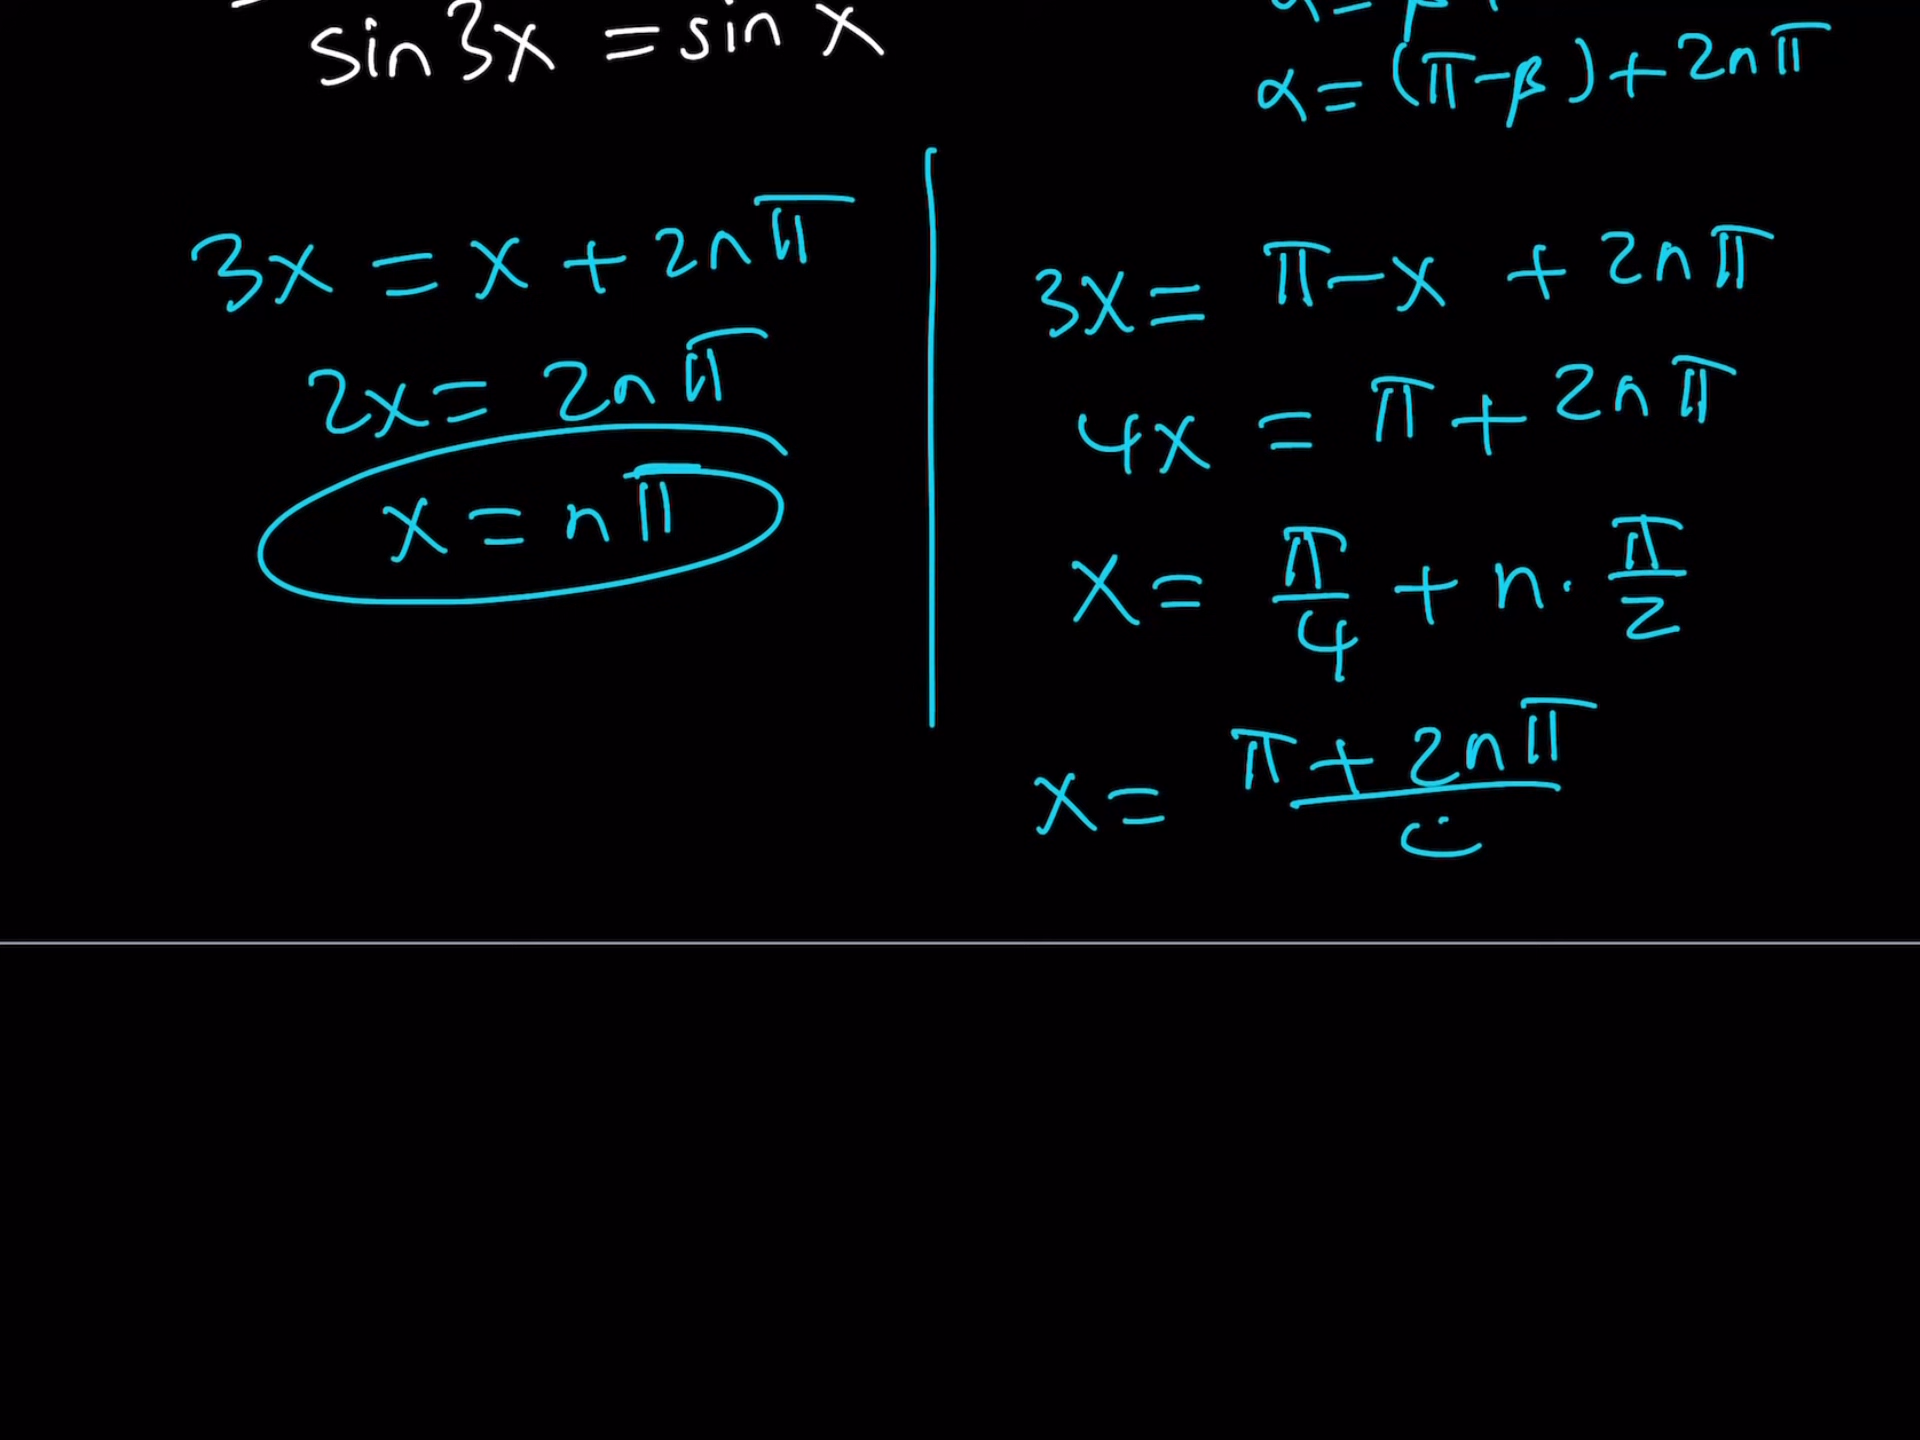 sin 3x = sin x
α = (π-β) + 2nπ
3x = x + 2nπ
2x = 2nπ
x = nπ
3x = π-x + 2nπ
4x = π + 2nπ
x = π/4 + n · π/2
x = π + 2nπ